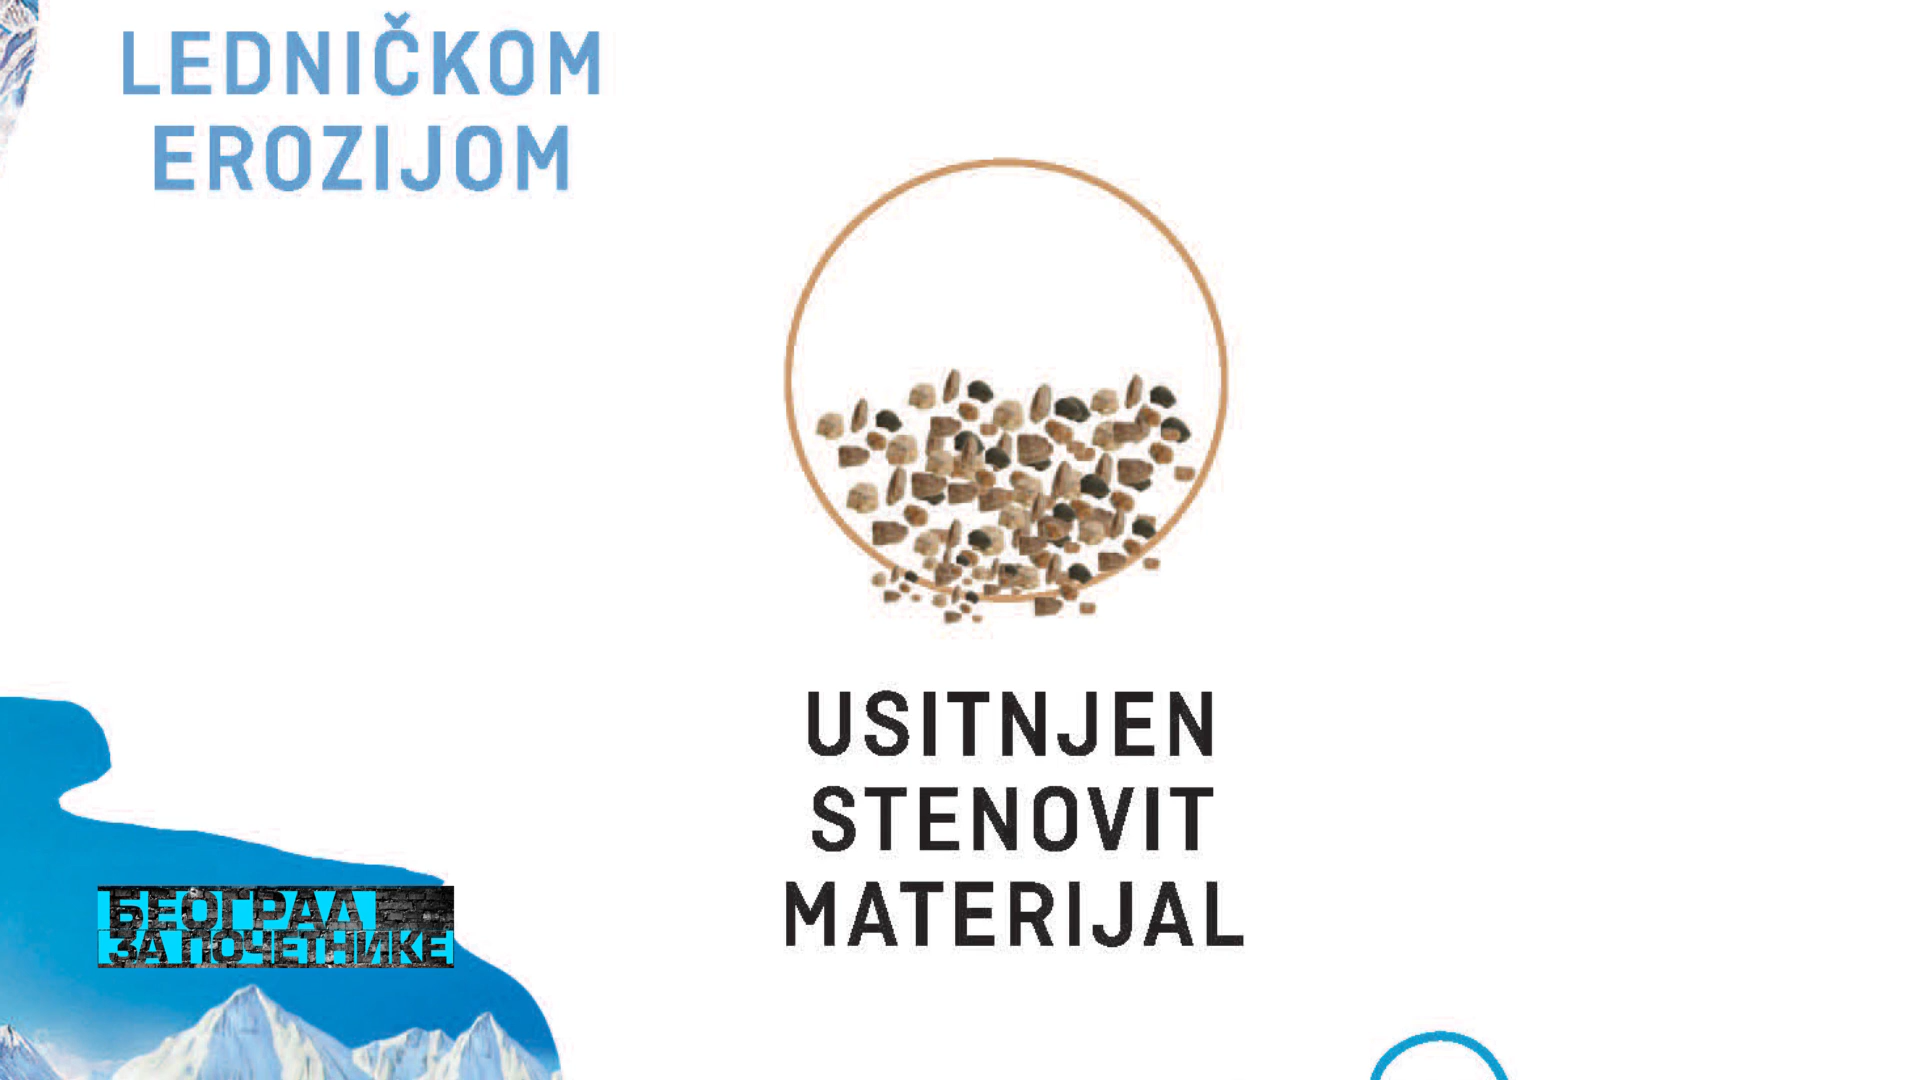 LEDNIČKOM
EROZIJOM
USITNJEN
STENOVIT
MATERIJAL
БЕОГРАД
ЗА ПОЧЕТНИКЕ